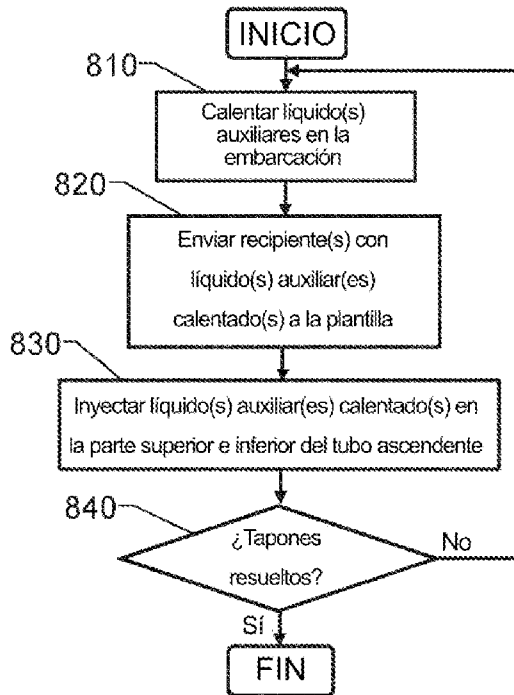 INICIO
810
Calentar líquido(s)
auxiliares en la
embarcación
820
Enviar recipiente(s) con
líquido(s) auxiliar(es)
calentado(s) a la plantilla
830
Inyectar líquido(s) auxiliar(es) calentado(s) en
la parte superior e inferior del tubo ascendente
840
¿Tapones
resueltos?
No
Sí
FIN